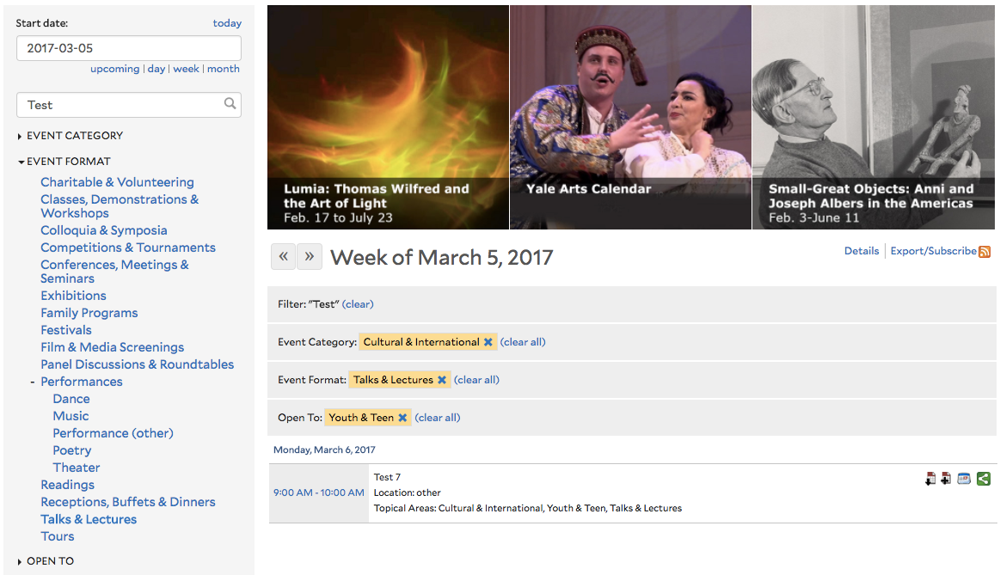 Start date:
today
2017-03-05
upcoming | day | week | month
Test
EVENT CATEGORY
EVENT FORMAT
Charitable & Volunteering
Classes, Demonstrations &
Workshops
Colloquia & Symposia
Competitions & Tournaments
Conferences, Meetings &
Seminars
Exhibitions
Family Programs
Festivals
Film & Media Screenings
Panel Discussions & Roundtables
- Performances
Dance
Music
Performance (other)
Poetry
Theater
Readings
Receptions, Buffets & Dinners
Talks & Lectures
Tours
OPEN TO
Lumia: Thomas Wilfred and
the Art of Light
Feb. 17 to July 23
Yale Arts Calendar
Small-Great Objects: Anni and
Joseph Albers in the Americas
Feb. 3-June 11
« » Week of March 5, 2017
Details | Export/Subscribe
Filter: "Test" (clear)
Event Category: Cultural & International ✖ (clear all)
Event Format: Talks & Lectures ✖ (clear all)
Open To: Youth & Teen ✖ (clear all)
Monday, March 6, 2017
9:00 AM - 10:00 AM
Test 7
Location: other
Topical Areas: Cultural & International, Youth & Teen, Talks & Lectures